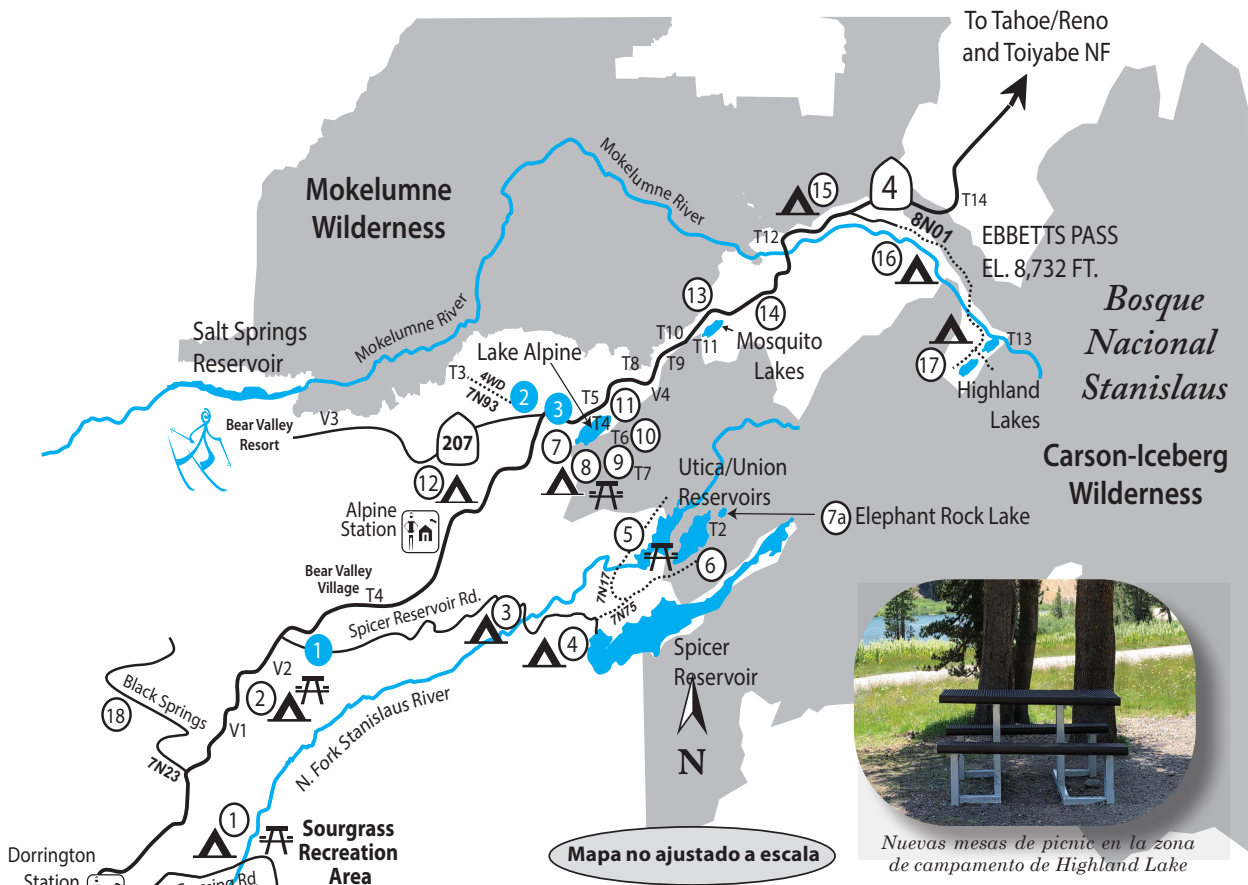 To Tahoe/Reno
and Toiyabe NF
Mokelumne
Wilderness
Mokelumne River
Mokelumne River
15
4
T14
8N01
T12
EBBETTS PASS
EL. 8,732 FT.
16
Bosque
Nacional
Stanislaus
13
14
T10
T11
Mosquito
Lakes
T13
17
Highland
Lakes
Salt Springs
Reservoir
Lake Alpine
T8
T9
T3
4WD
7N93
2
3
T5
V4
11
T4
T6
10
V3
Bear Valley
Resort
207
7
8
9
T7
Carson-Iceberg
Wilderness
12
Utica/Union
Reservoirs
Alpine
Station
5
T2
7a
Elephant Rock Lake
6
7N17
7N75
Bear Valley
Village
T4
Spicer Reservoir Rd.
3
4
1
Spicer
Reservoir
V2
2
Black Springs
18
V1
7N23
N. Fork Stanislaus River
N
1
Sourgrass
Recreation
Area
Mapa no ajustado a escala
Nuevas mesas de picnic en la zona
de campamento de Highland Lake
Dorrington
Station
Rd.